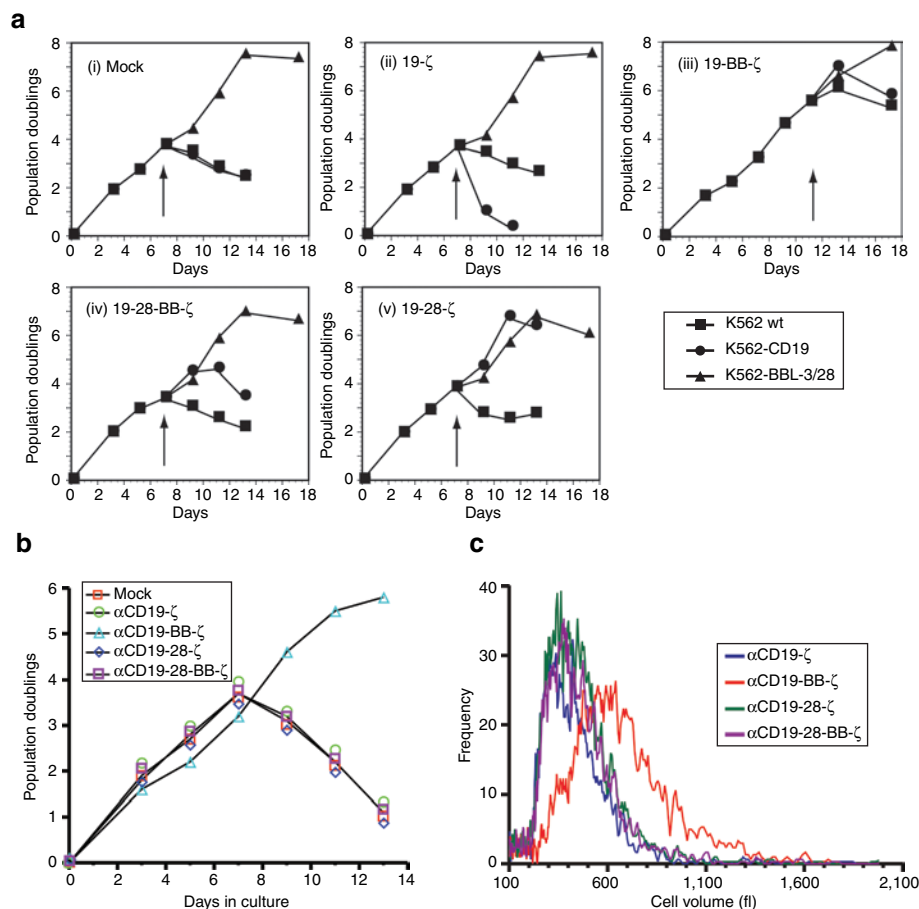 a
(i) Mock
Population doublings
8
6
4
2
0
0 2 4 6 8 10 12 14 16 18
Days
(ii) 19-ζ
Population doublings
8
6
4
2
0
0 2 4 6 8 10 12 14 16 18
Days
(iii) 19-BB-ζ
Population doublings
8
6
4
2
0
0 2 4 6 8 10 12 14 16 18
Days
(iv) 19-28-BB-ζ
Population doublings
8
6
4
2
0
0 2 4 6 8 10 12 14 16 18
Days
(v) 19-28-ζ
Population doublings
8
6
4
2
0
0 2 4 6 8 10 12 14 16 18
Days
K562 wt
K562-CD19
K562-BBL-3/28
b
Mock
αCD19-ζ
αCD19-BB-ζ
αCD19-28-ζ
αCD19-28-BB-ζ
Population doublings
6
5
4
3
2
1
0
0 2 4 6 8 10 12 14
Days in culture
c
αCD19-ζ
αCD19-BB-ζ
αCD19-28-ζ
αCD19-28-BB-ζ
Frequency
40
30
20
10
0
100 600 1,100 1,600 2,100
Cell volume (fl)